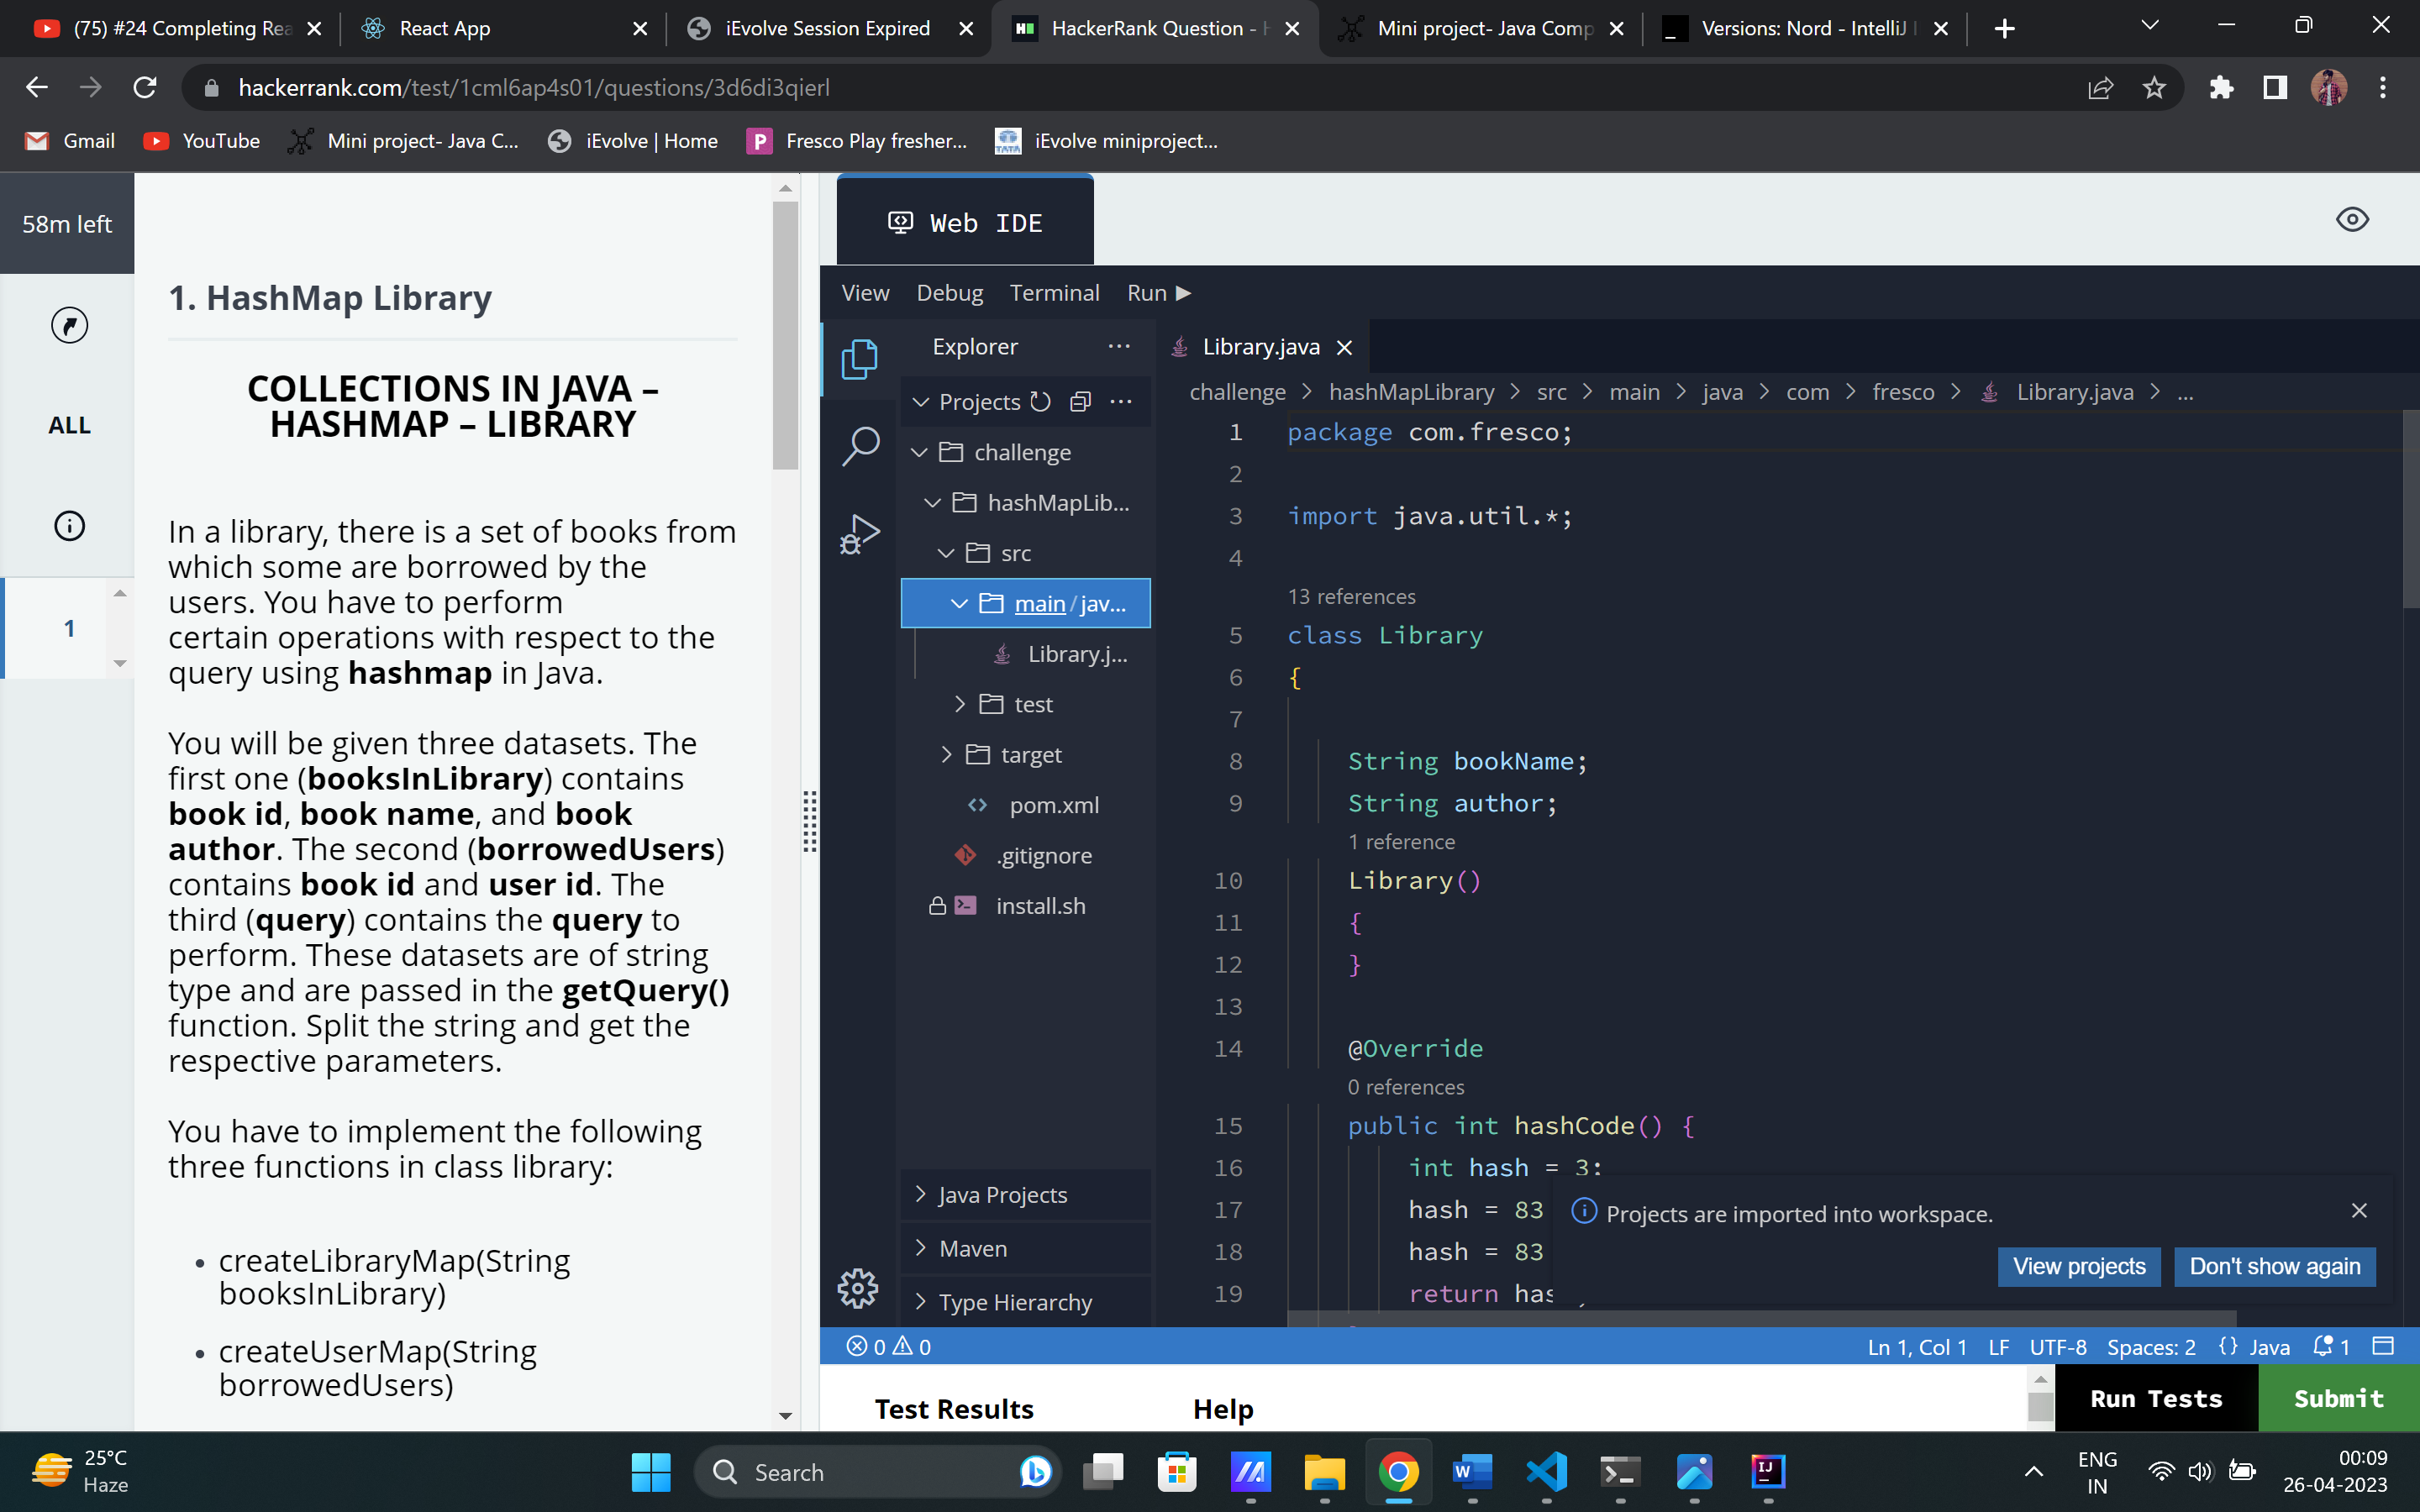 (75) #24 Completing Rea
React App
iEvolve Session Expired
HackerRank Question - H
Mini project- Java Comp
Versions: Nord - IntelliJ I
hackerrank.com/test/1cml6ap4s01/questions/3d6di3qierl
Gmail
YouTube
Mini project- Java C...
iEvolve | Home
Fresco Play fresher...
iEvolve miniproject...
58m left
ALL
1
1. HashMap Library
COLLECTIONS IN JAVA –
HASHMAP – LIBRARY
In a library, there is a set of books from
which some are borrowed by the
users. You have to perform
certain operations with respect to the
query using hashmap in Java.
You will be given three datasets. The
first one (booksInLibrary) contains
book id, book name, and book
author. The second (borrowedUsers)
contains book id and user id. The
third (query) contains the query to
perform. These datasets are of string
type and are passed in the getQuery()
function. Split the string and get the
respective parameters.
You have to implement the following
three functions in class library:
• createLibraryMap(String
booksInLibrary)
• createUserMap(String
borrowedUsers)
Web IDE
View Debug Terminal Run
Explorer
Projects
challenge
hashMapLib...
src
main/jav...
Library.j...
test
target
pom.xml
.gitignore
install.sh
Java Projects
Maven
Type Hierarchy
Library.java
challenge > hashMapLibrary > src > main > java > com > fresco > Library.java > ...
1 package com.fresco;
2
3 import java.util.*;
4
13 references
5 class Library
6 {
7
8 String bookName;
9 String author;
1 reference
10 Library()
11 {
12 }
13
14 @Override
0 references
15 public int hashCode() {
16 int hash = 3;
17 hash = 83
18 hash = 83
19 return has
Projects are imported into workspace.
View projects
Don't show again
0 0
Ln 1, Col 1 LF UTF-8 Spaces: 2 {} Java 1
Test Results
Help
Run Tests
Submit
25°C
Haze
Search
ENG
IN
00:09
26-04-2023